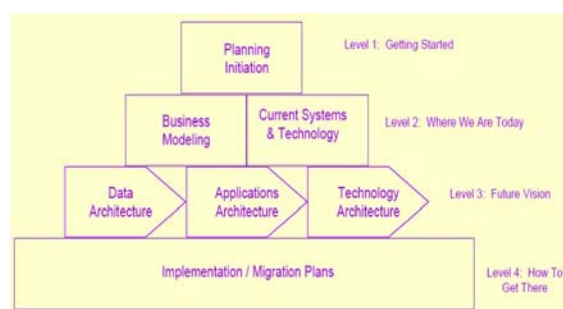 Planning
Initiation
Level 1: Getting Started
Business
Modeling
Current Systems
& Technology
Level 2: Where We Are Today
Data
Architecture
Applications
Architecture
Technology
Architecture
Level 3: Future Vision
Implementation / Migration Plans
Level 4: How To
Get There